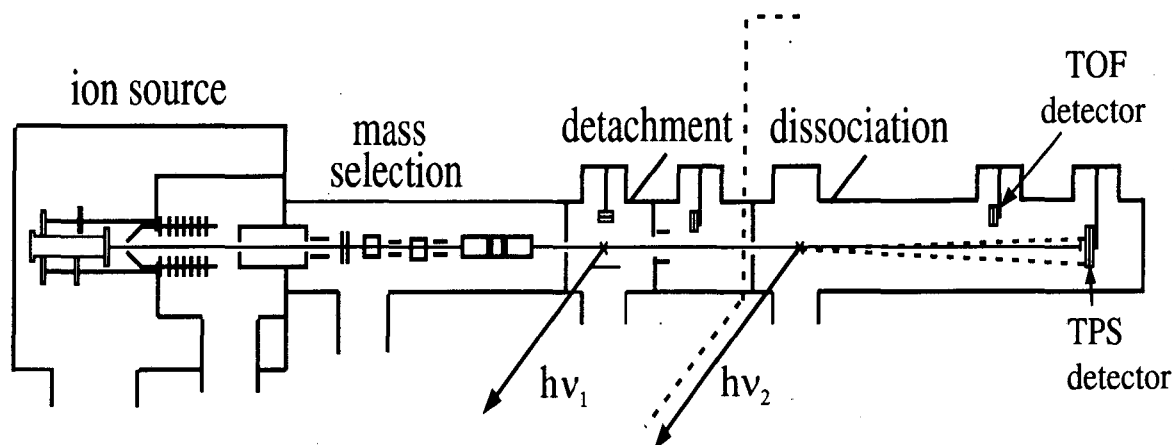 ion source
mass
selection
detachment
dissociation
TOF
detector
hν₁
hν₂
TPS
detector